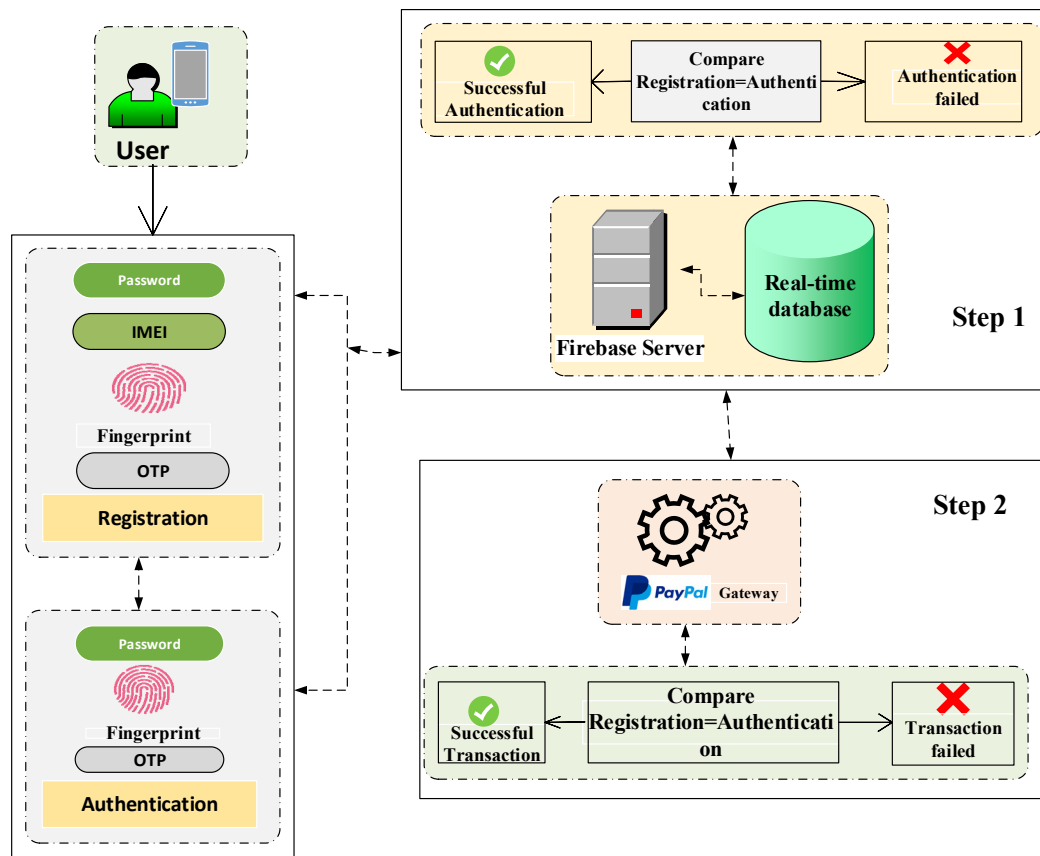 User
Password
IMEI
Fingerprint
OTP
Registration
Password
Fingerprint
OTP
Authentication
Successful
Authentication
Compare
Registration=Authenti
cation
Authentication
failed
Firebase Server
Real-time
database
Step 1
Step 2
PayPal Gateway
Successful
Transaction
Compare
Registration=Authenticati
on
Transaction
failed